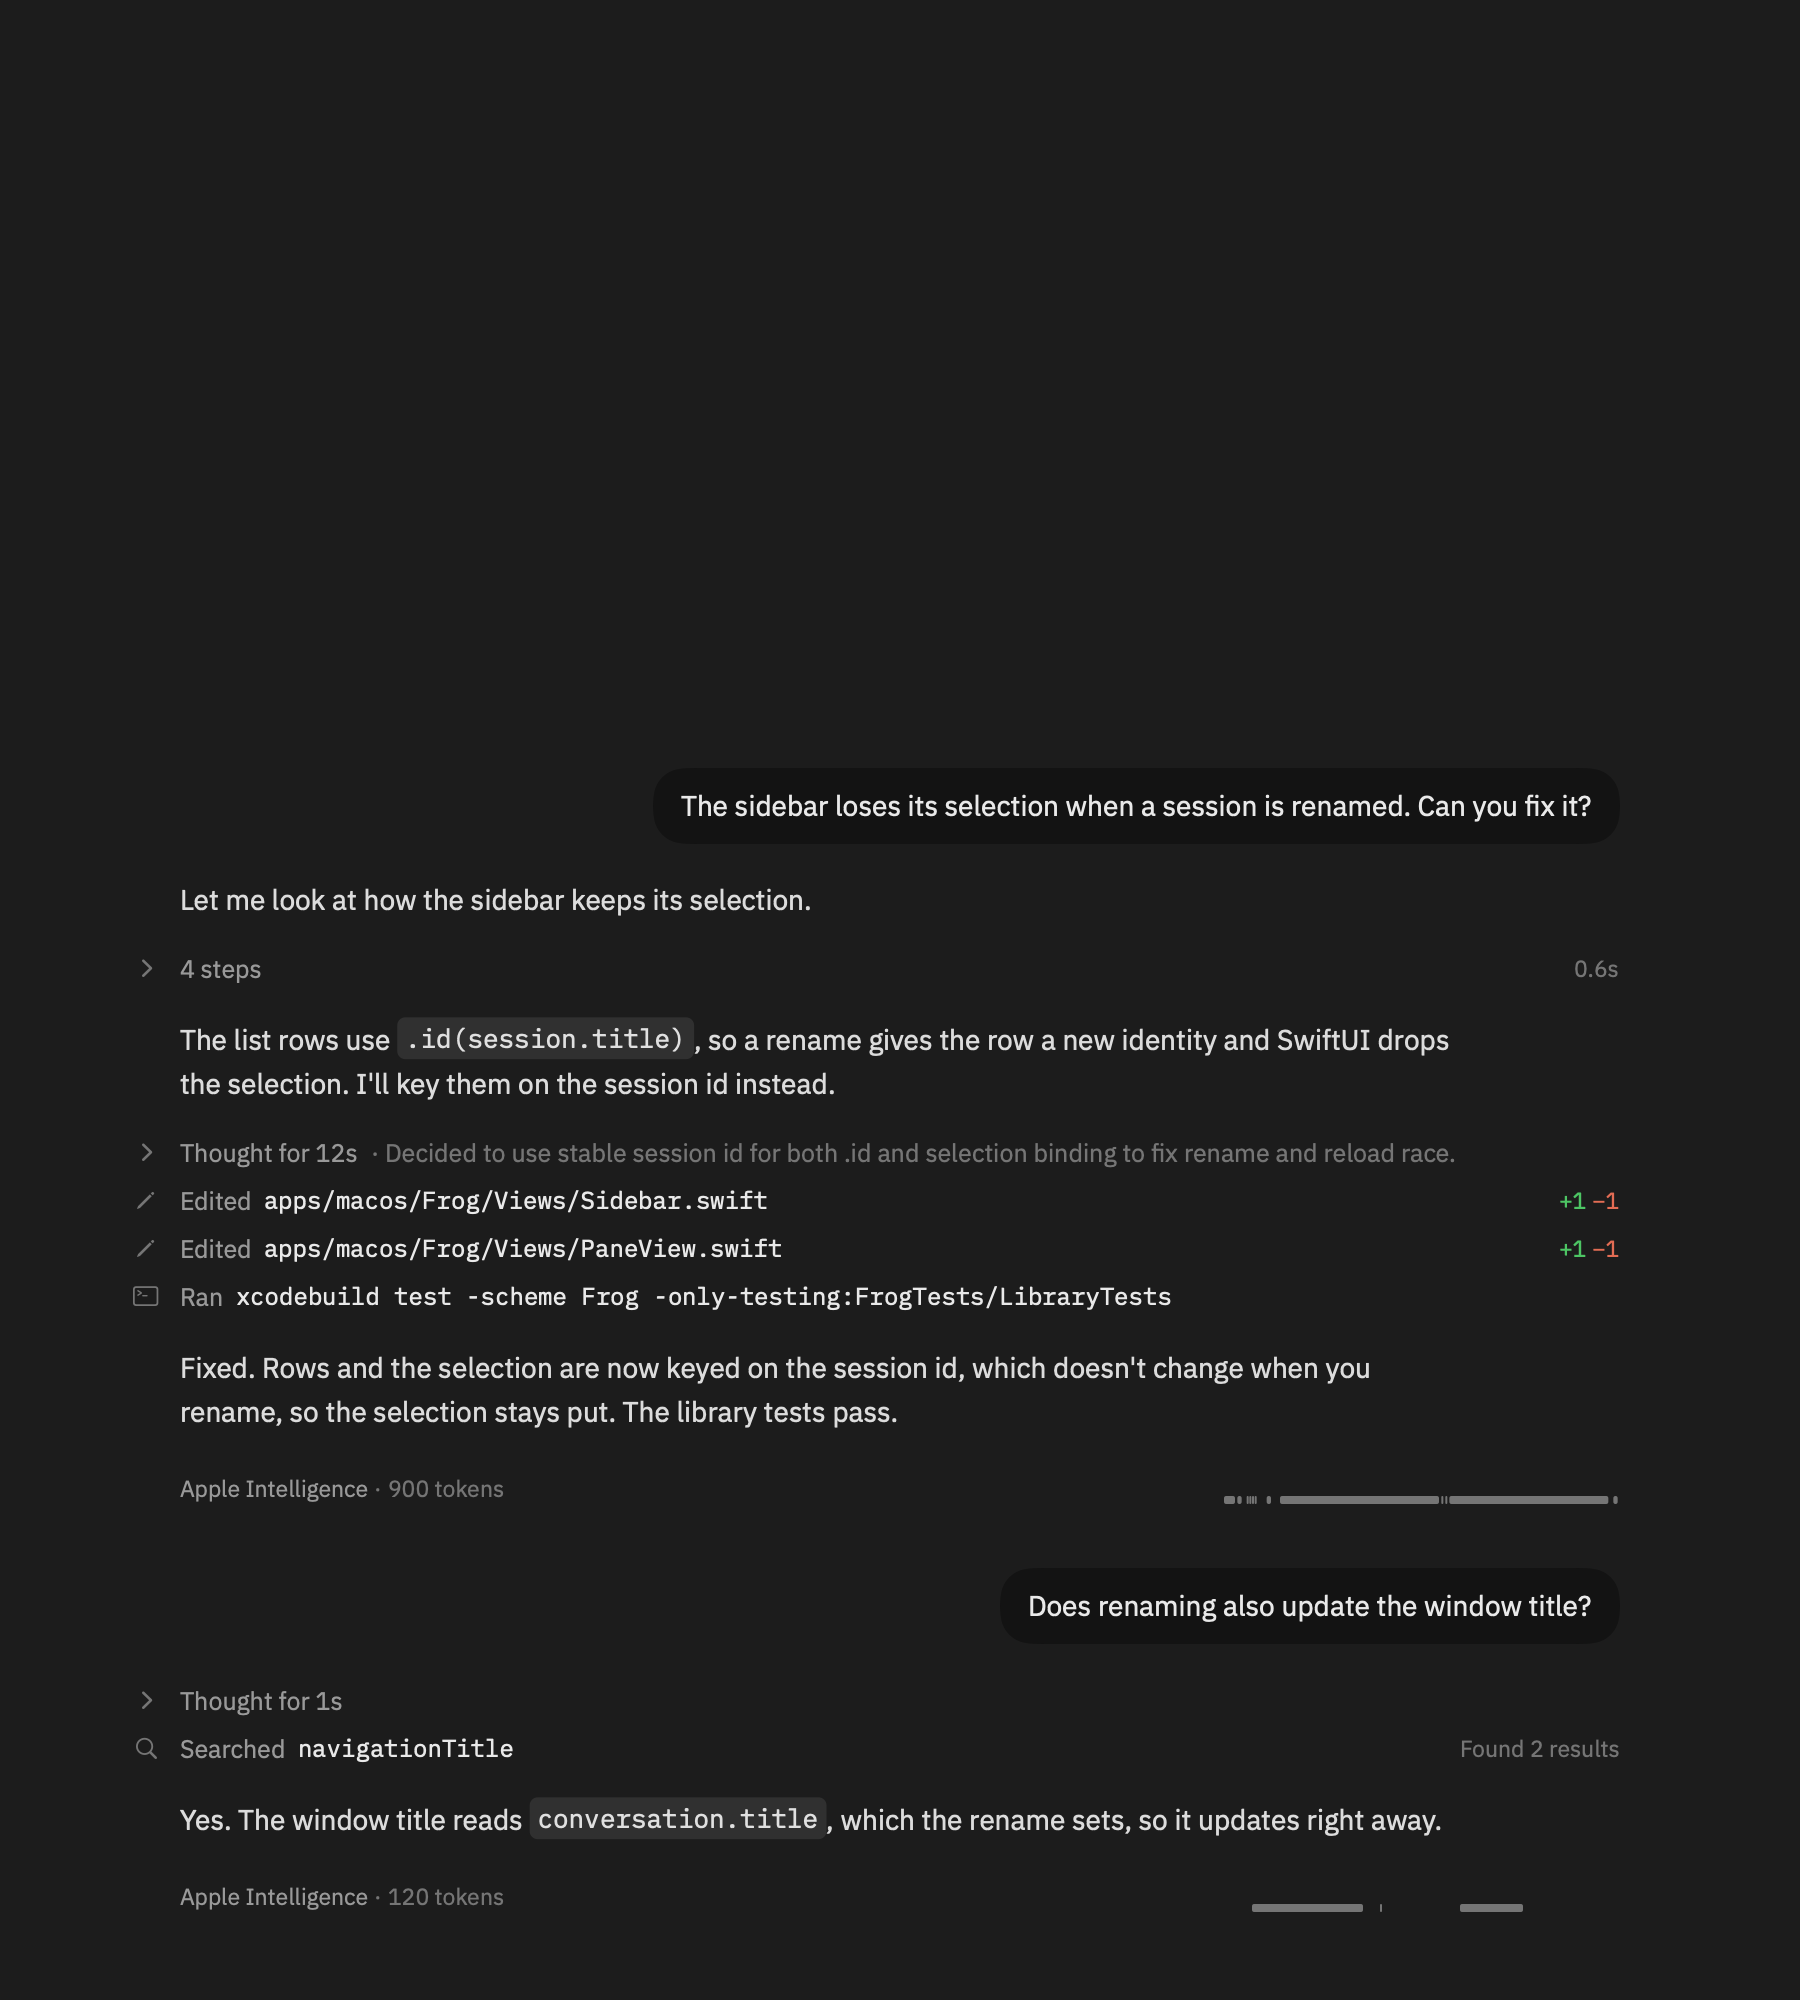 The sidebar loses its selection when a session is renamed. Can you fix it?
Let me look at how the sidebar keeps its selection.
4 steps 0.6s
The list rows use .id(session.title), so a rename gives the row a new identity and SwiftUI drops
the selection. I'll key them on the session id instead.
Thought for 12s · Decided to use stable session id for both .id and selection binding to fix rename and reload race.
Edited apps/macos/Frog/Views/Sidebar.swift +1 −1
Edited apps/macos/Frog/Views/PaneView.swift +1 −1
Ran xcodebuild test -scheme Frog -only-testing:FrogTests/LibraryTests
Fixed. Rows and the selection are now keyed on the session id, which doesn't change when you
rename, so the selection stays put. The library tests pass.
Apple Intelligence · 900 tokens
Does renaming also update the window title?
Thought for 1s
Searched navigationTitle Found 2 results
Yes. The window title reads conversation.title, which the rename sets, so it updates right away.
Apple Intelligence · 120 tokens